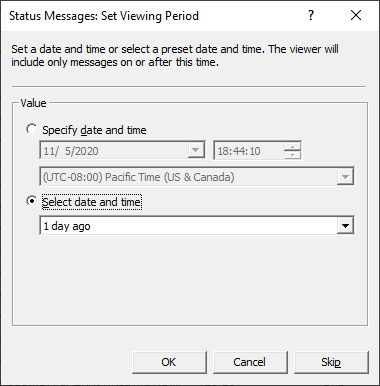 Status Messages: Set Viewing Period
Set a date and time or select a preset date and time. The viewer will
include only messages on or after this time.
Value
Specify date and time
11/ 5/2020 18:44:10
(UTC-08:00) Pacific Time (US & Canada)
Select date and time
1 day ago
OK Cancel Skip